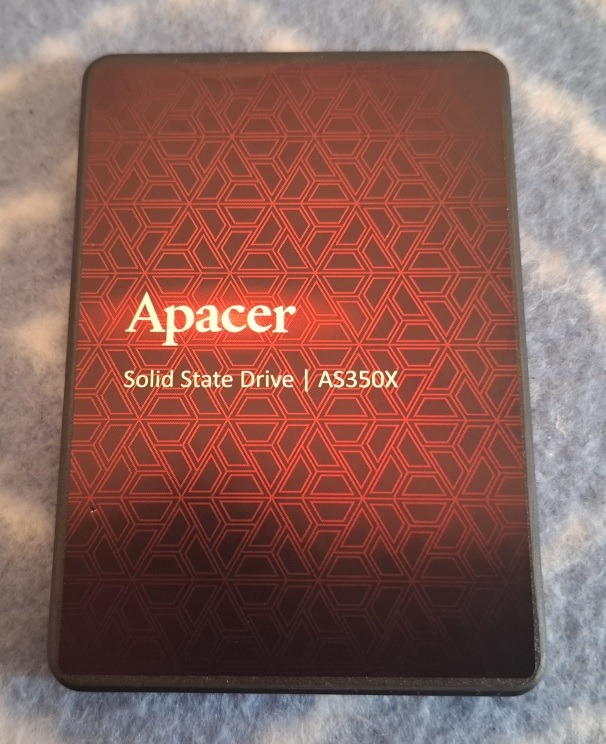 Apacer
Solid State Drive | AS350X